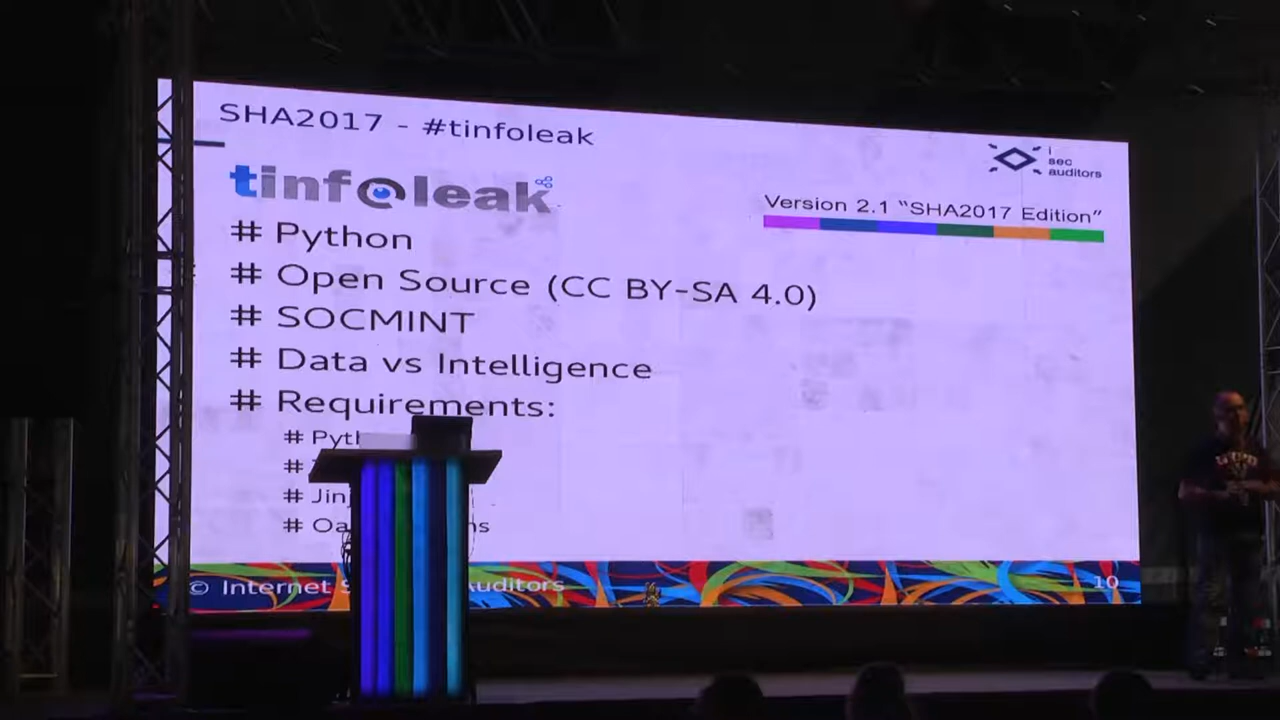 SHA2017 - #tinfoleak
i
sec
auditors
tinfoleak
Version 2.1 “SHA2017 Edition”
# Python
# Open Source (CC BY-SA 4.0)
# SOCMINT
# Data vs Intelligence
# Requirements:
#
#
#
#
© Internet Auditors 10